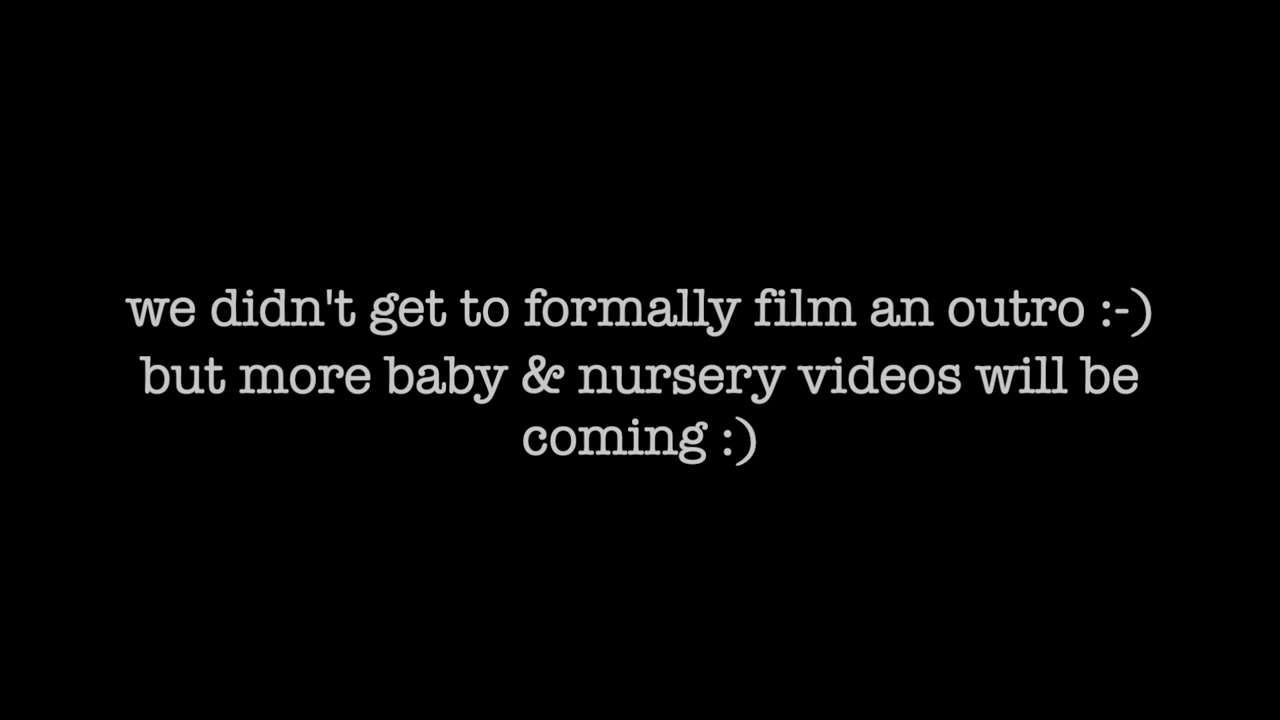 we didn't get to formally film an outro :-)
but more baby & nursery videos will be
coming :)